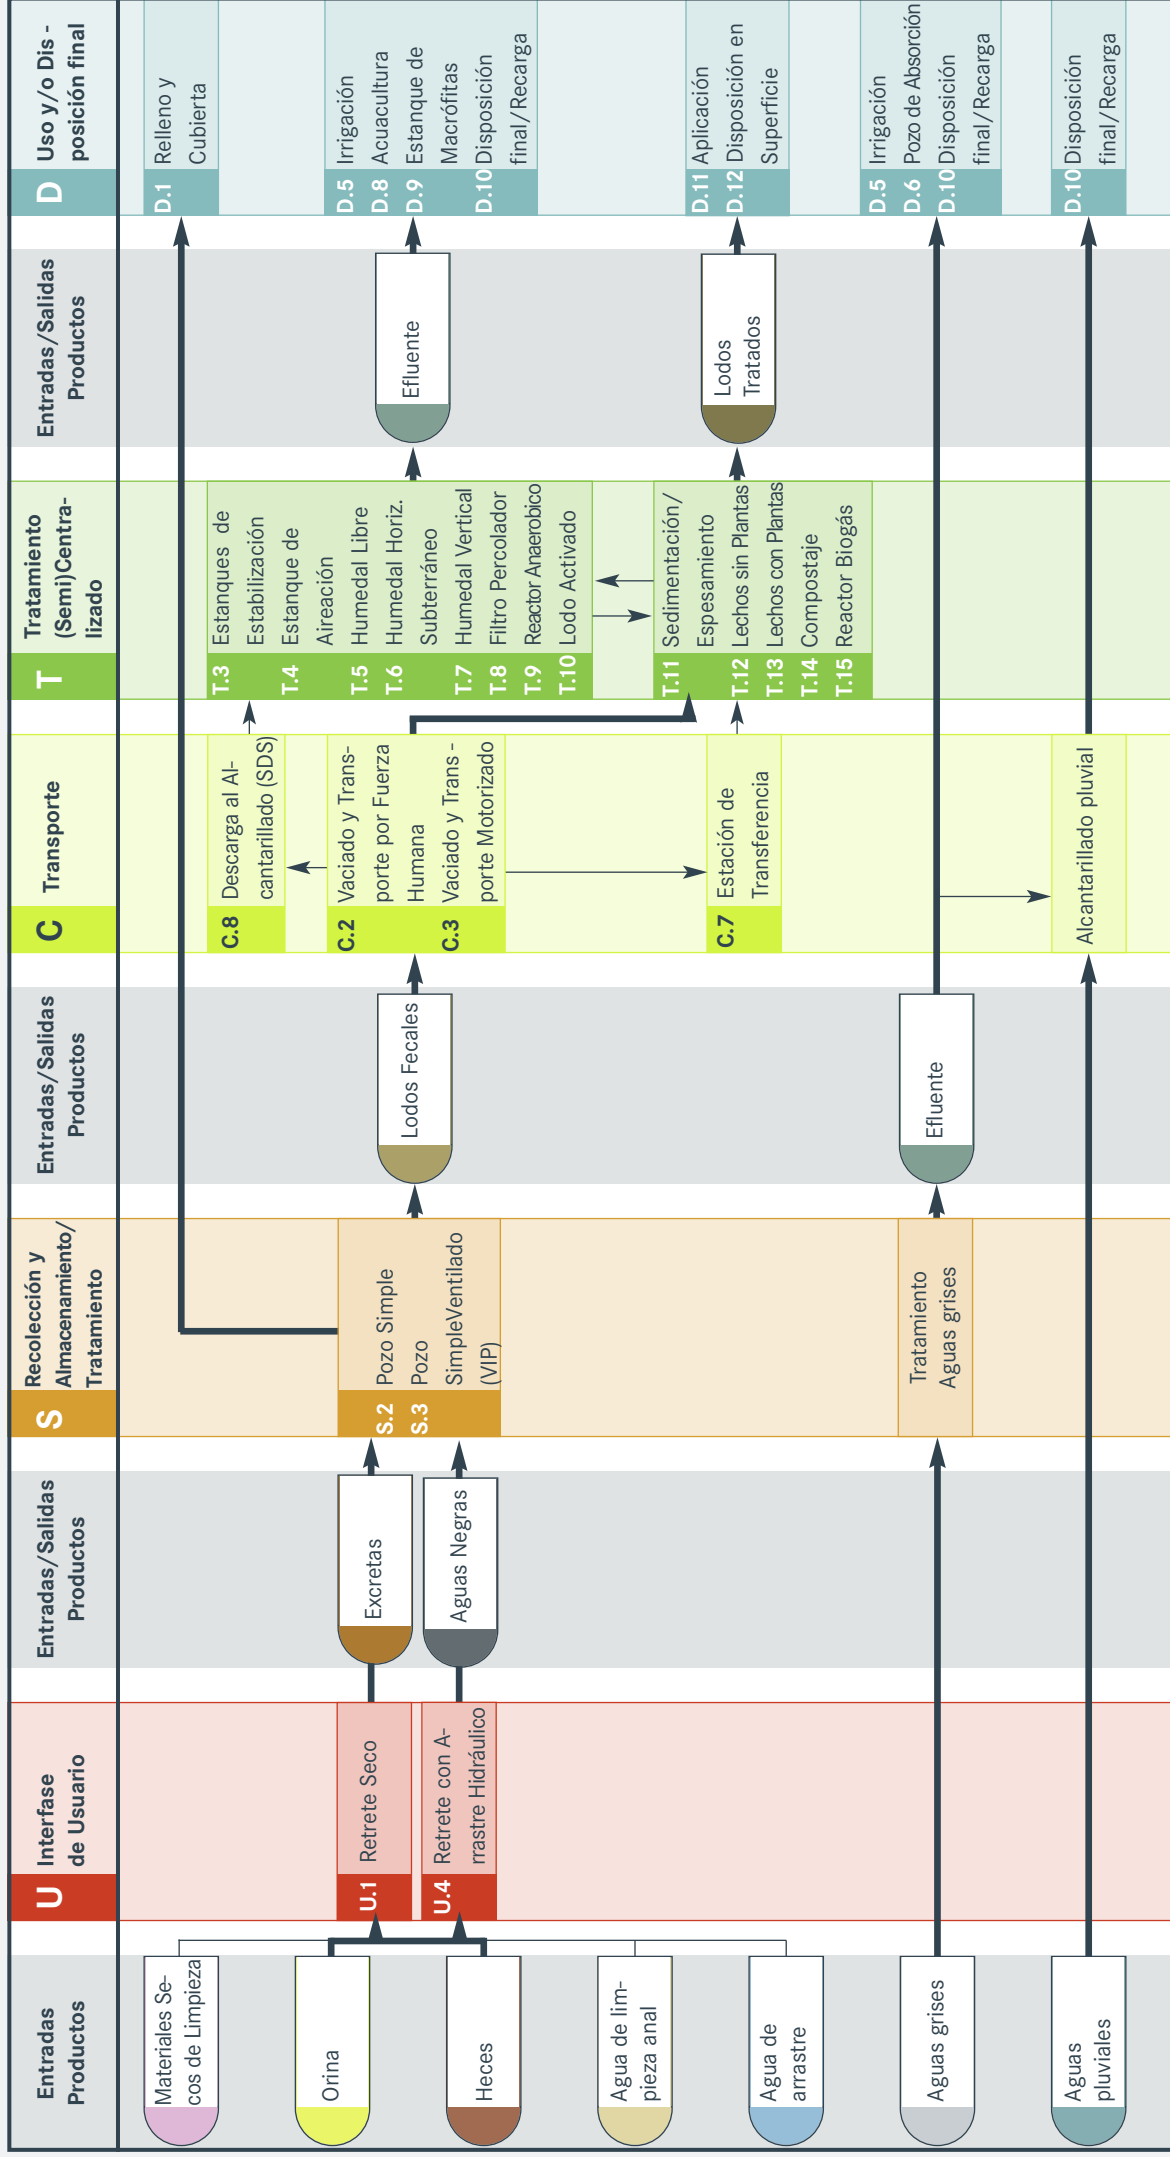 Entradas
Productos
U
Interfase
de Usuario
Entradas/Salidas
Productos
S
Recolección y
Almacenamiento/
Tratamiento
Entradas/Salidas
Productos
C
Transporte
T
Tratamiento
(Semi)Centra-
lizado
Entradas/Salidas
Productos
D
Uso y/o Dis -
posición final
Materiales Se-
cos de Limpieza
Orina
Heces
Agua de lim-
pieza anal
Agua de
arrastre
Aguas grises
Aguas
pluviales
U.1 Retrete Seco
U.4 Retrete con A-
rrastre Hidráulico
Excretas
Aguas Negras
S.2 Pozo Simple
S.3 Pozo
SimpleVentilado
(VIP)
Tratamiento
Aguas grises
Lodos Fecales
Efluente
C.8 Descarga al Al-
cantarillado (SDS)
C.2 Vaciado y Trans-
porte por Fuerza
Humana
C.3 Vaciado y Trans -
porte Motorizado
C.7 Estación de
Transferencia
Alcantarillado pluvial
T.3 Estanques de
Estabilización
T.4 Estanque de
Aireación
T.5 Humedal Libre
T.6 Humedal Horiz.
Subterráneo
T.7 Humedal Vertical
T.8 Filtro Percolador
T.9 Reactor Anaerobico
T.10 Lodo Activado
T.11 Sedimentación/
Espesamiento
T.12 Lechos sin Plantas
T.13 Lechos con Plantas
T.14 Compostaje
T.15 Reactor Biogás
Efluente
Lodos
Tratados
D.1 Relleno y
Cubierta
D.5 Irrigación
D.8 Acuacultura
D.9 Estanque de
Macrófitas
D.10 Disposición
final/Recarga
D.11 Aplicación
D.12 Disposición en
Superficie
D.5 Irrigación
D.6 Pozo de Absorción
D.10 Disposición
final/Recarga
D.10 Disposición
final/Recarga